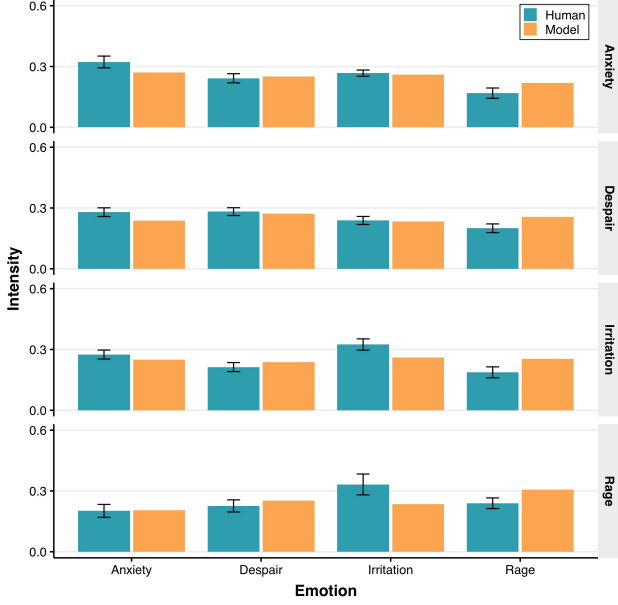 0.6
Human
Model
0.3
0.0
Anxiety
0.6
0.3
0.0
Despair
0.6
0.3
0.0
Irritation
0.6
0.3
0.0
Rage
Intensity
Anxiety Despair Irritation Rage
Emotion